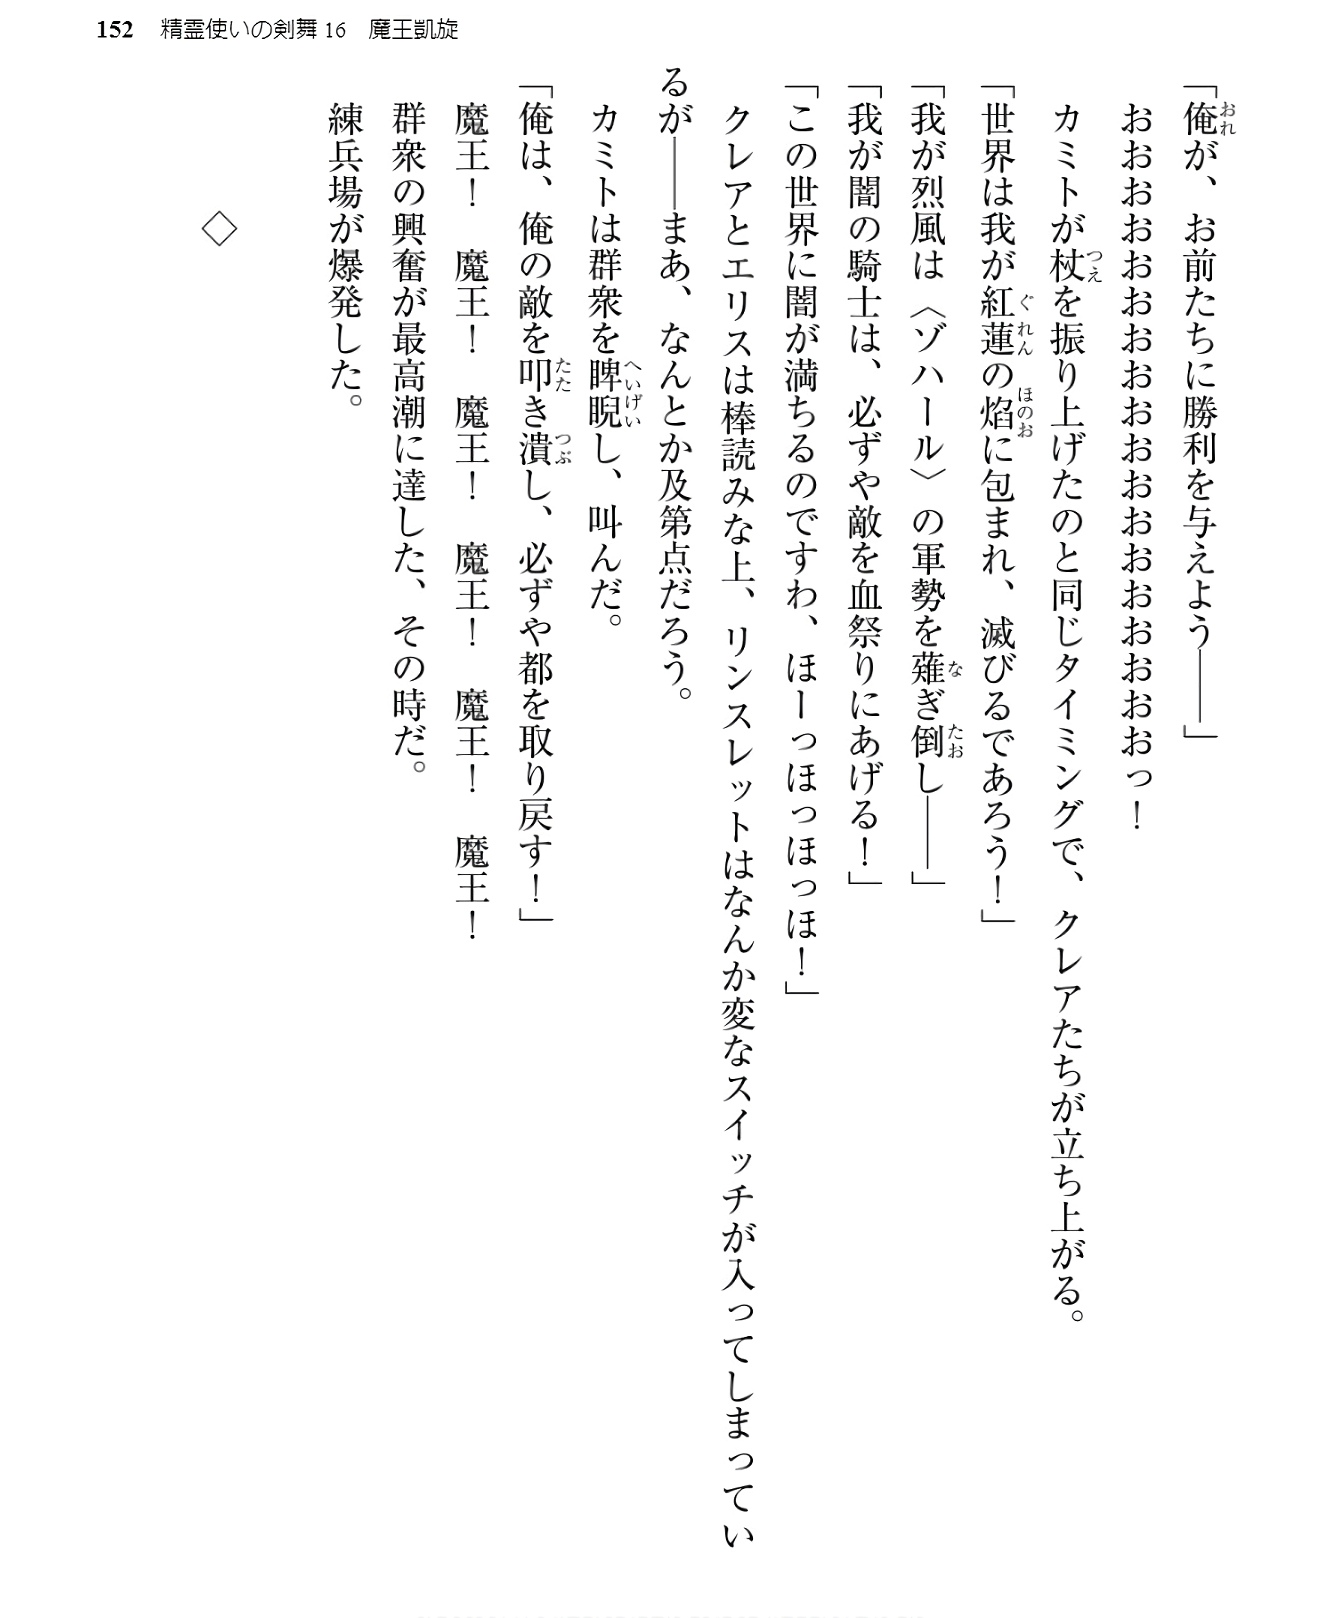 152 精霊使いの剣舞16 魔王凱旋
「俺が、お前たちに勝利を与えよう――」
おおおおおおおおおおおおおおおおおおっ！
カミトが杖を振り上げたのと同じタイミングで、クレアたちが立ち上がる。
「世界は我が紅蓮の焰に包まれ、滅びるであろう！」
「我が烈風は〈ゾハール〉の軍勢を薙ぎ倒し――」
「我が闇の騎士は、必ずや敵を血祭りにあげる！」
「この世界に闇が満ちるのですわ、ほーっほっほっほ！」
クレアとエリスは棒読みな上、リンスレットはなんか変なスイッチが入ってしまってい
るが――まあ、なんとか及第点だろう。
カミトは群衆を睥睨し、叫んだ。
「俺は、俺の敵を叩き潰し、必ずや都を取り戻す！」
魔王！　魔王！　魔王！　魔王！　魔王！　魔王！
群衆の興奮が最高潮に達した、その時だ。
練兵場が爆発した。
◇